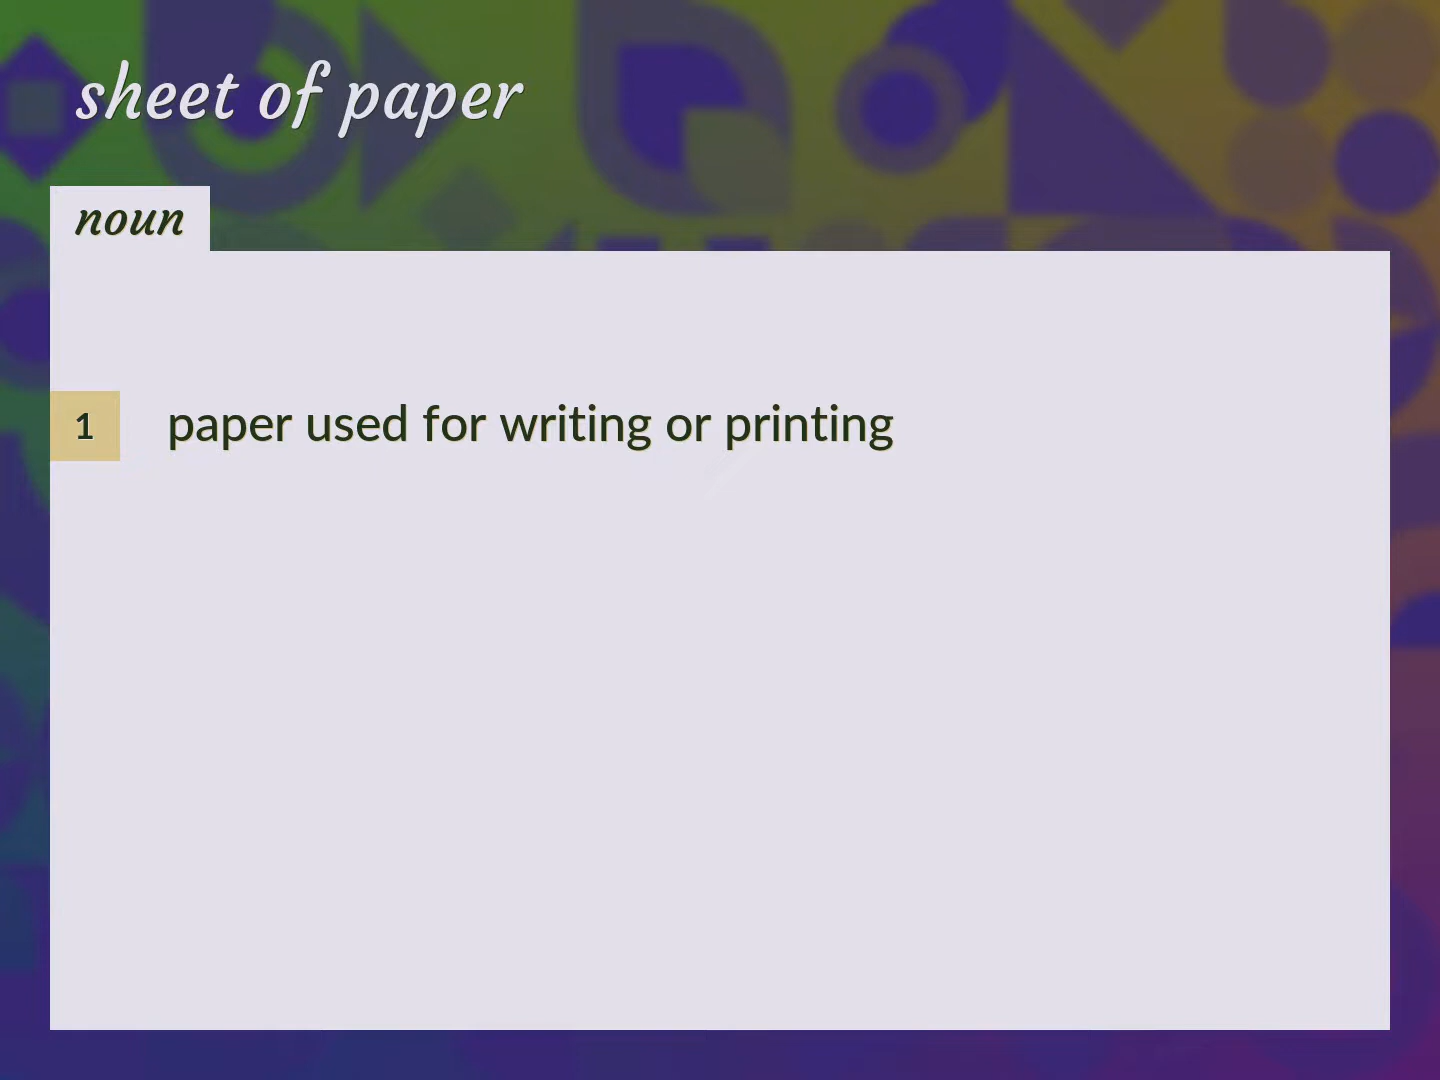 sheet of paper
noun
1 paper used for writing or printing